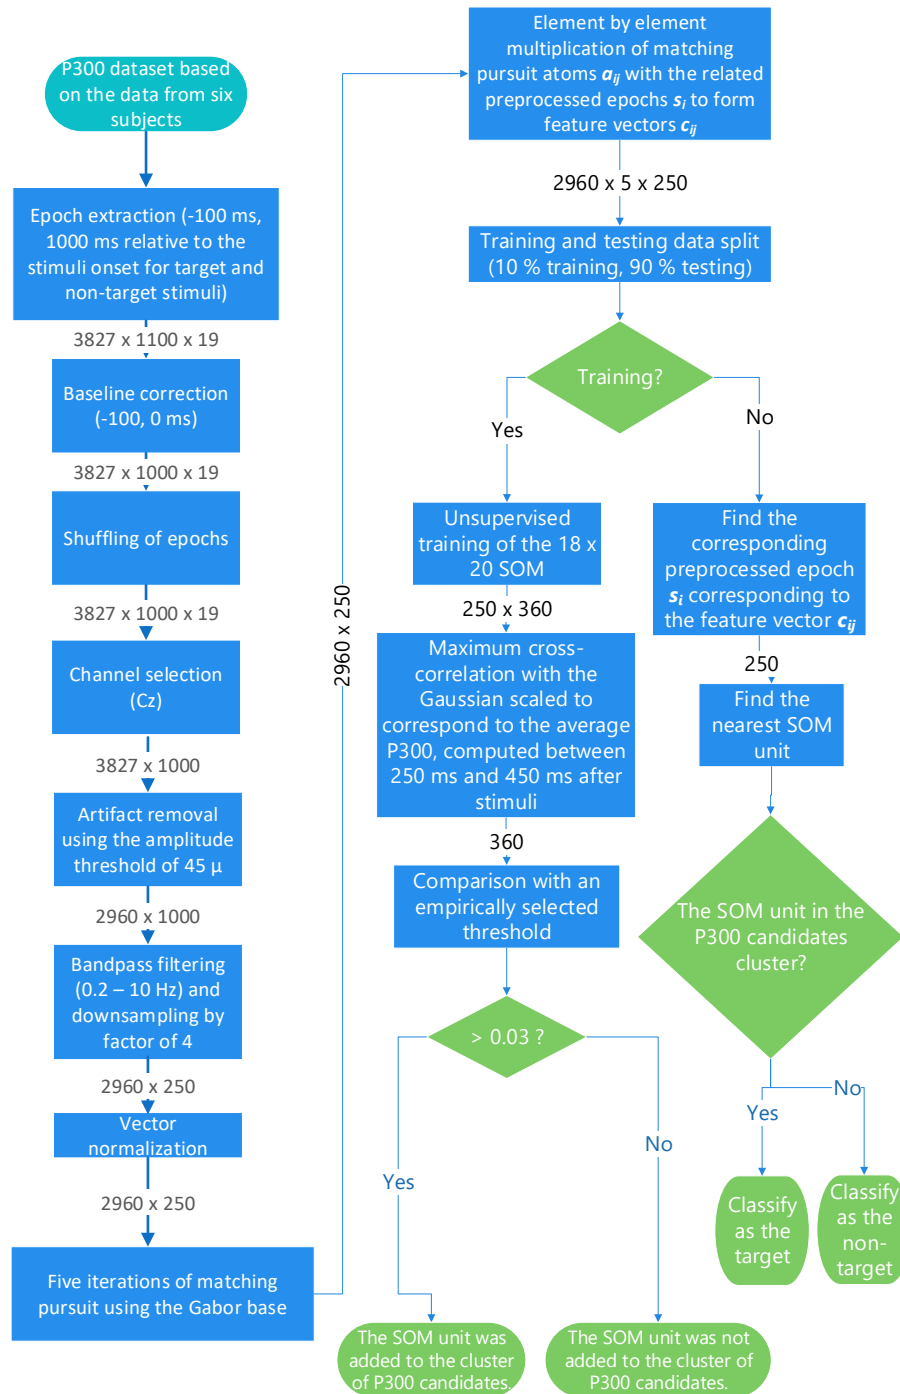 P300 dataset based
on the data from six
subjects
Epoch extraction (-100 ms,
1000 ms relative to the
stimuli onset for target and
non-target stimuli)
3827 x 1100 x 19
Baseline correction
(-100, 0 ms)
3827 x 1000 x 19
Shuffling of epochs
3827 x 1000 x 19
Channel selection
(Cz)
3827 x 1000
Artifact removal
using the amplitude
threshold of 45 µ
2960 x 1000
Bandpass filtering
(0.2 – 10 Hz) and
downsampling by
factor of 4
2960 x 250
Vector
normalization
2960 x 250
Five iterations of matching
pursuit using the Gabor base
2960 x 250
Element by element
multiplication of matching
pursuit atoms a_ij with the related
preprocessed epochs s_i to form
feature vectors c_ij
2960 x 5 x 250
Training and testing data split
(10 % training, 90 % testing)
Training?
Yes
No
Unsupervised
training of the 18 x
20 SOM
250 x 360
Maximum cross-
correlation with the
Gaussian scaled to
correspond to the average
P300, computed between
250 ms and 450 ms after
stimuli
360
Comparison with an
empirically selected
threshold
> 0.03 ?
Yes
No
The SOM unit was
added to the cluster
of P300 candidates.
The SOM unit was not
added to the cluster of
P300 candidates.
Find the
corresponding
preprocessed epoch
s_i corresponding to
the feature vector c_ij
250
Find the
nearest SOM
unit
The SOM unit in the
P300 candidates
cluster?
Yes
No
Classify
as the
target
Classify
as the
non-
target